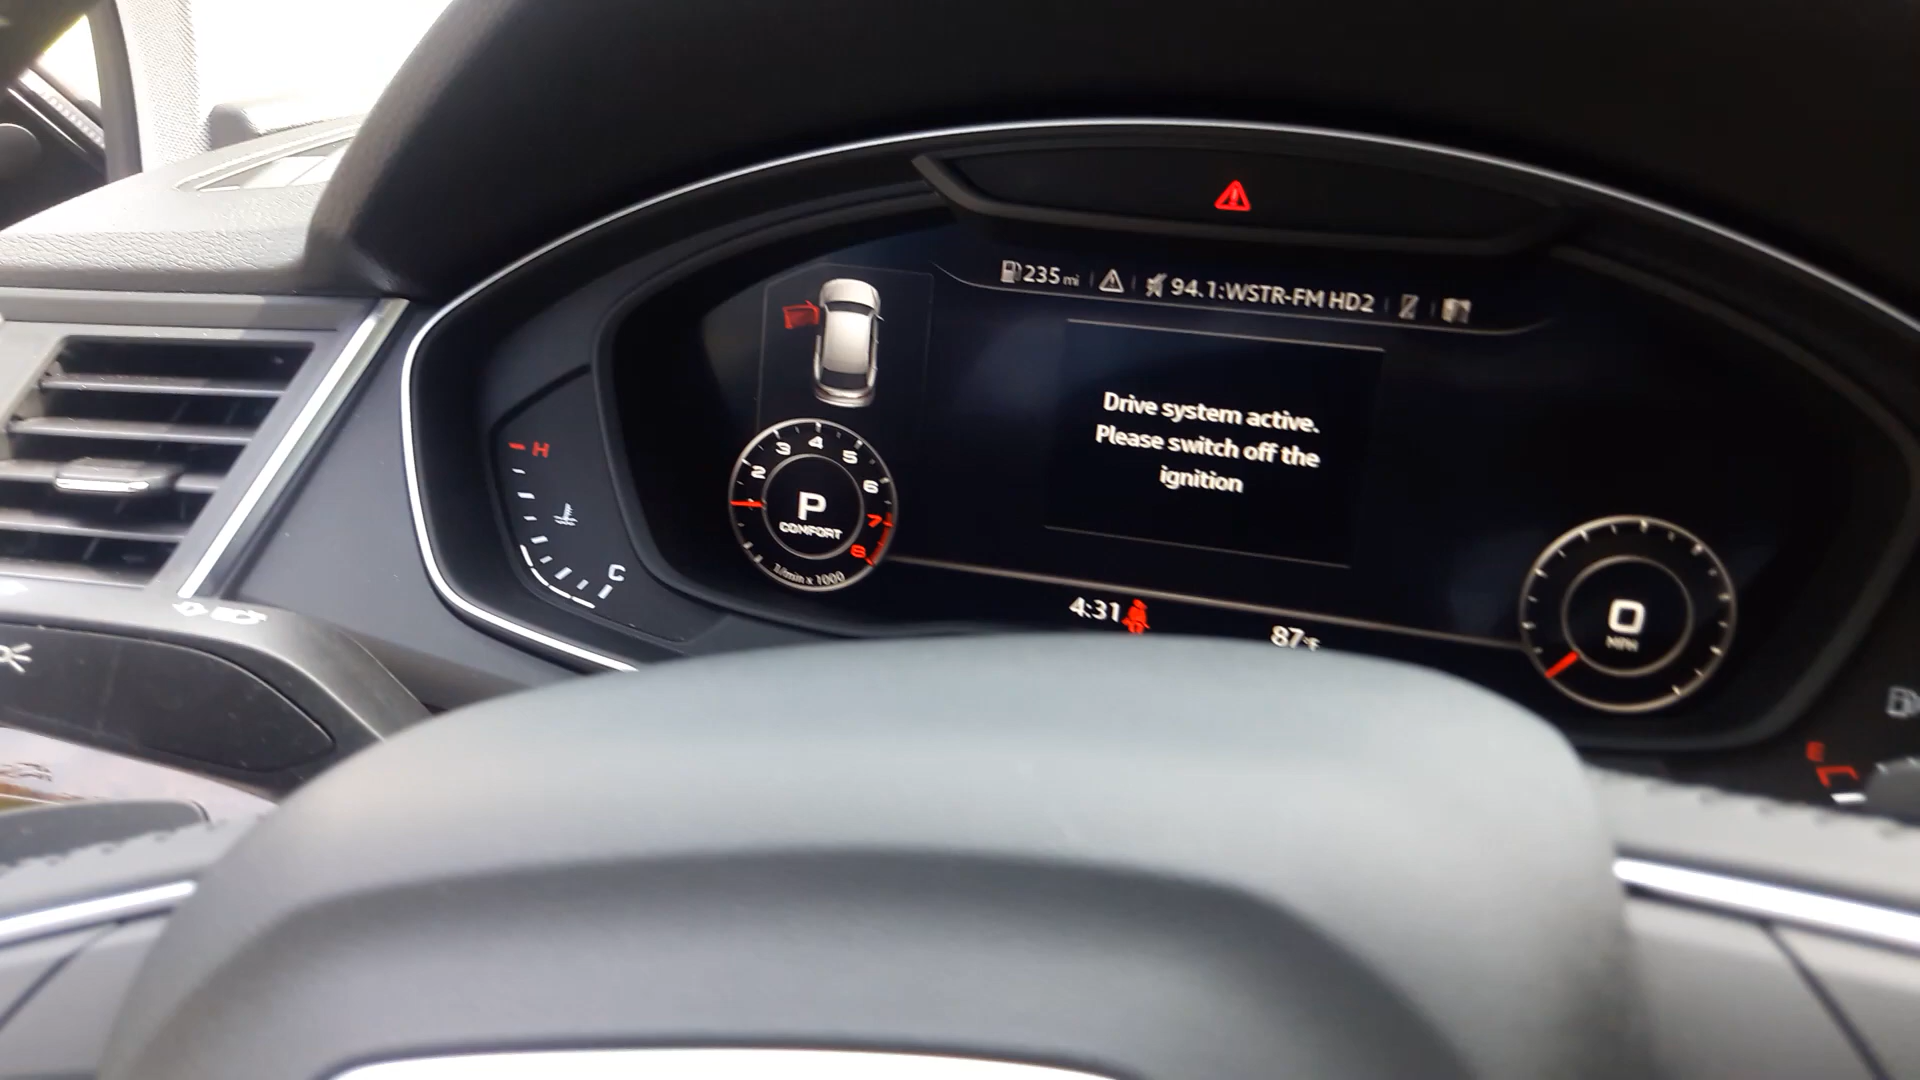 235 mi
94.1:WSTR-FM HD2
Drive system active.
Please switch off the
ignition
H
C
2
3
4
5
6
7
8
P
COMFORT
1/min x 1000
4:31
87°F
0
MPH
E